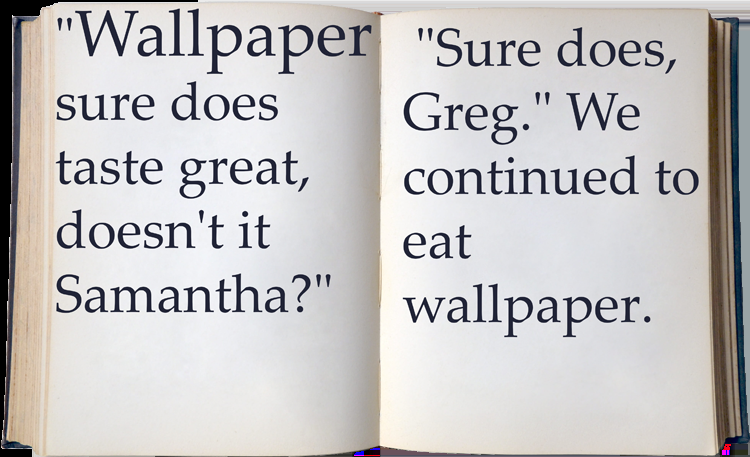 "Wallpaper
sure does
taste great,
doesn't it
Samantha?"
"Sure does,
Greg." We
continued to
eat
wallpaper.